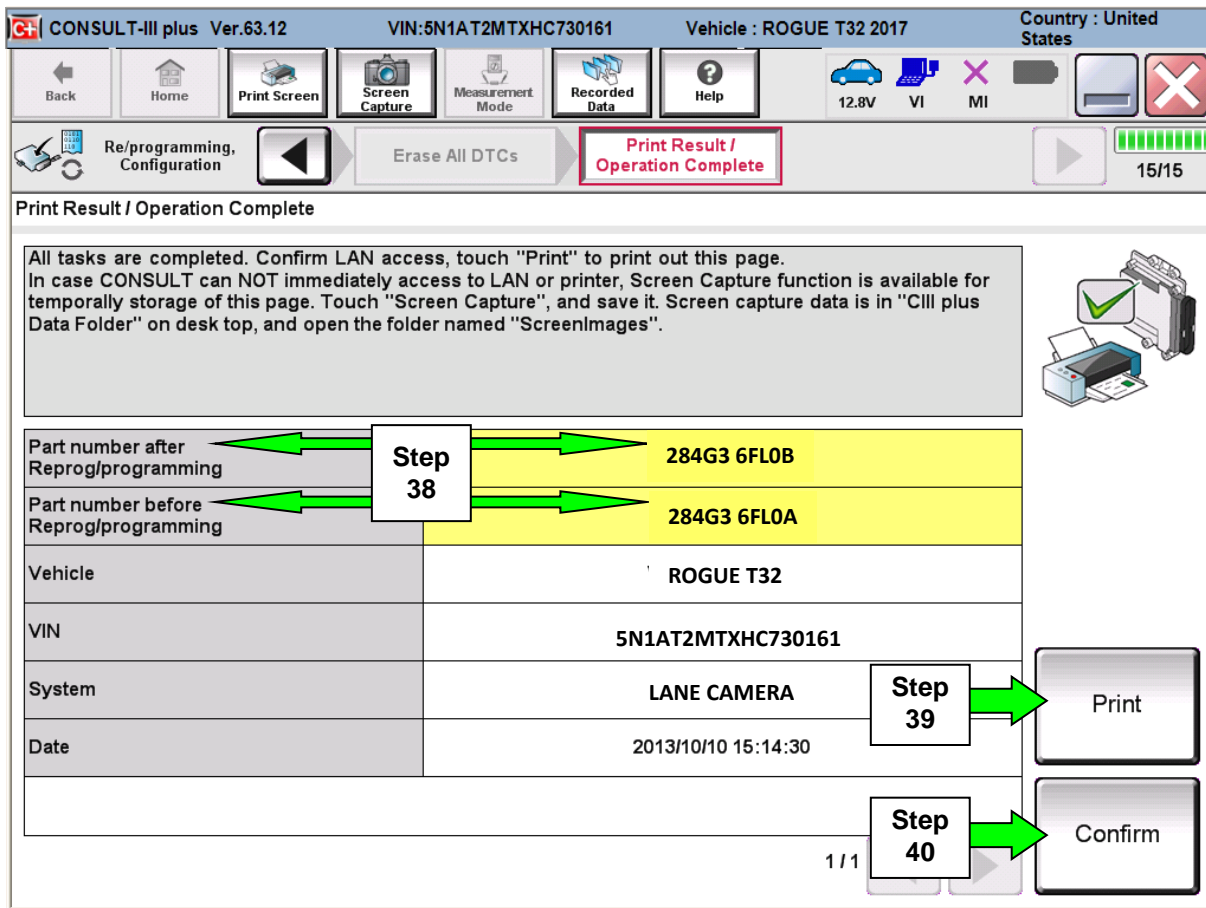 C+ CONSULT-III plus Ver.63.12 VIN:5N1AT2MTXHC730161 Vehicle : ROGUE T32 2017 Country : United
States
Back Home Print Screen Screen
Capture Measurement
Mode Recorded
Data Help 12.8V VI MI
Re/programming,
Configuration Erase All DTCs Print Result /
Operation Complete 15/15
Print Result / Operation Complete
All tasks are completed. Confirm LAN access, touch "Print" to print out this page.
In case CONSULT can NOT immediately access to LAN or printer, Screen Capture function is available for
temporally storage of this page. Touch "Screen Capture", and save it. Screen capture data is in "CIII plus
Data Folder" on desk top, and open the folder named "ScreenImages".
Part number after
Reprog/programming
Step
38
284G3 6FL0B
Part number before
Reprog/programming
284G3 6FL0A
Vehicle ROGUE T32
VIN 5N1AT2MTXHC730161
System LANE CAMERA
Step
39
Print
Date 2013/10/10 15:14:30
Step
40
Confirm
1/1